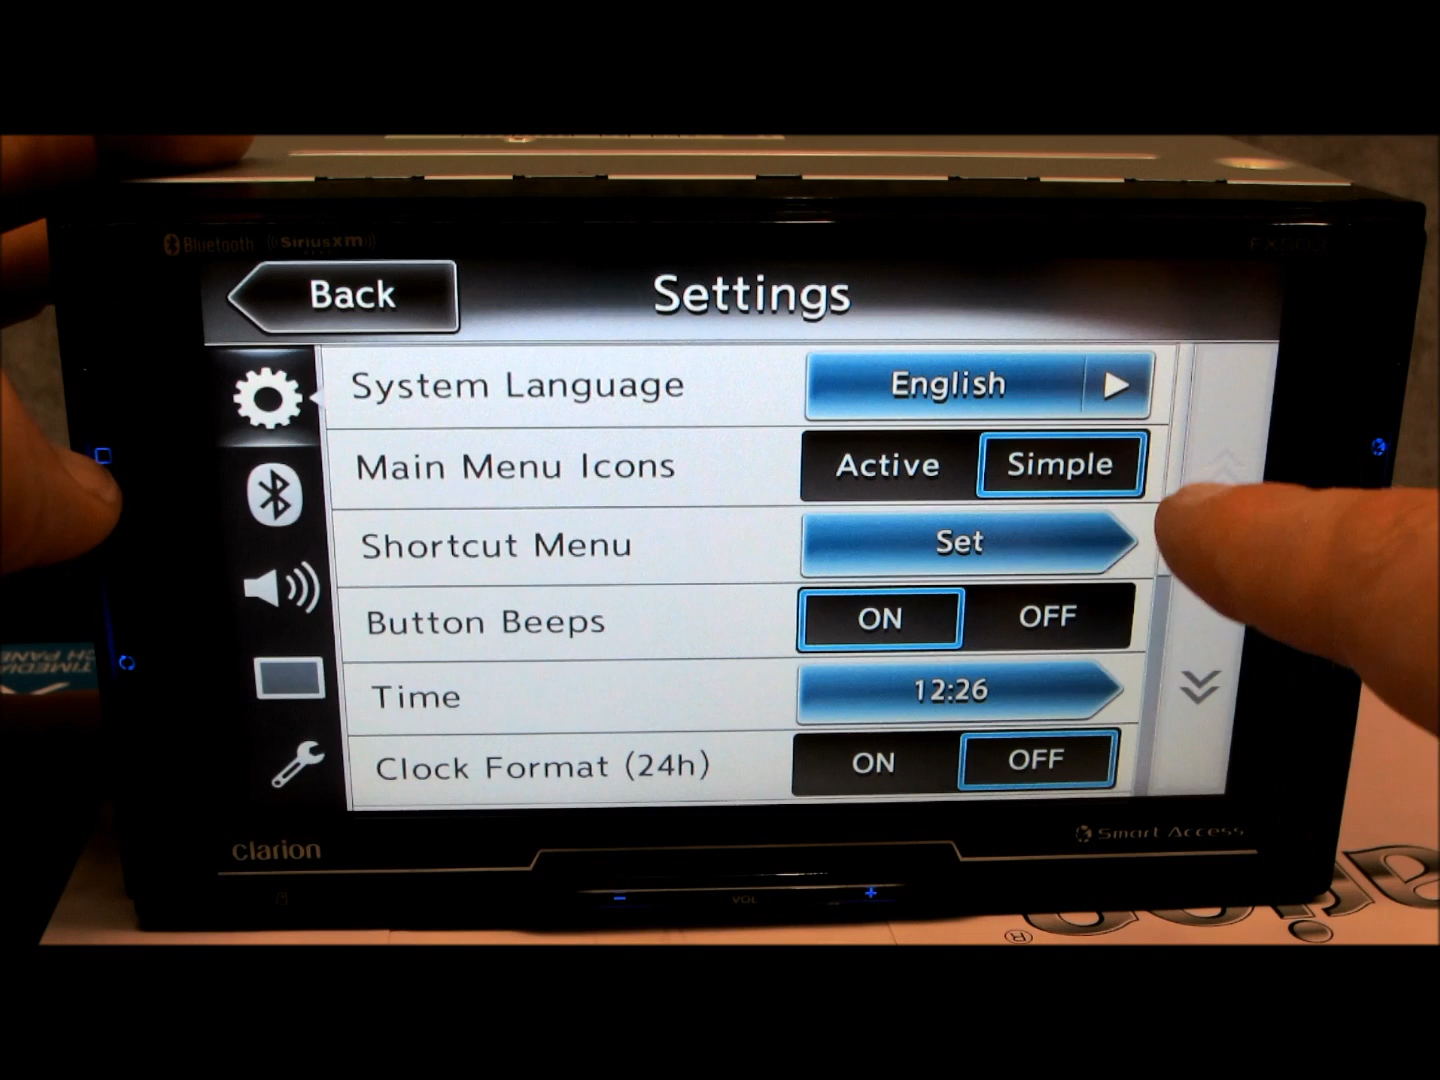 Bluetooth SiriusXM
Back
Settings
System Language
English
Main Menu Icons
Active
Simple
Shortcut Menu
Set
Button Beeps
ON
OFF
Time
12:26
Clock Format (24h)
ON
OFF
clarion
Smart Access
− VOL +
®